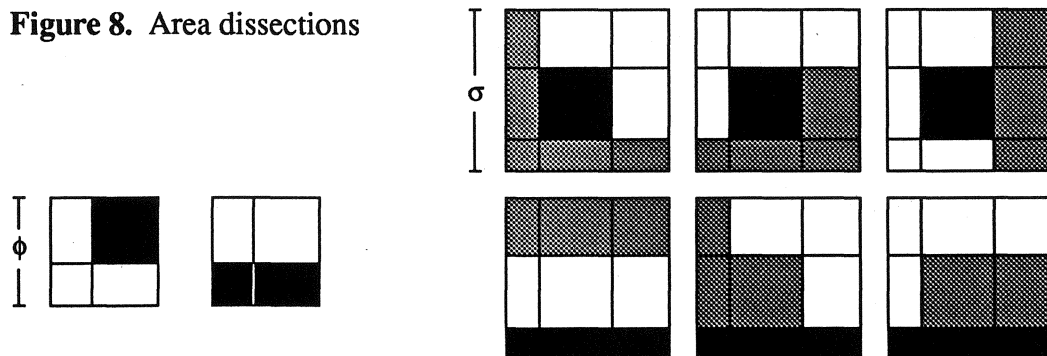 Figure 8. Area dissections
σ
ϕ